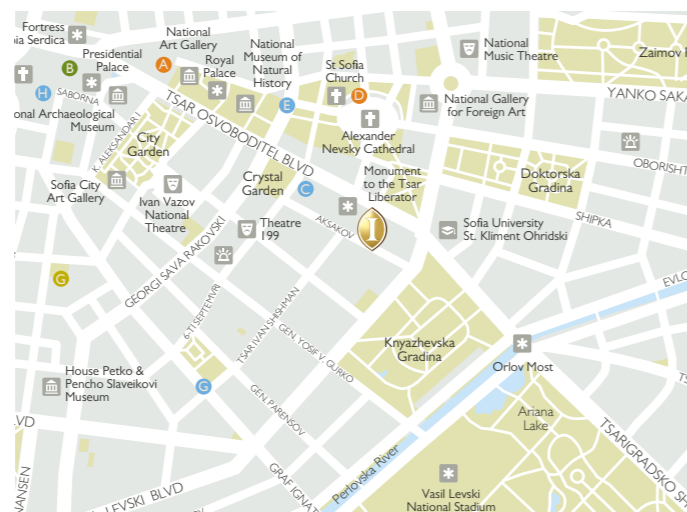 Fortress
ia Serdica
Presidential
Palace
National
Art Gallery
Royal
Palace
National
Museum of
Natural
History
St Sofia
Church
National
Music Theatre
Zaimov P
YANKO SAKA
A
B
H
E
D
SABORNA
onal Archaeological
Museum
K. ALEKSANDAR I
City
Garden
TSAR OSVOBODITEL BLVD
National Gallery
for Foreign Art
Alexander
Nevsky Cathedral
OBORISHT
Sofia City
Art Gallery
Ivan Vazov
National
Theatre
Crystal
Garden
C
Monument
to the Tsar
Liberator
Doktorska
Gradina
SHIPKA
Theatre
199
AKSAKOV
I
Sofia University
St. Kliment Ohridski
GEORGI SAVA RAKOVSKI
G
EVLO
6-TI SEPTEMVRI
TSAR IVAN SHISHMAN
GEN. YOSIF V. GURKO
Knyazhevska
Gradina
Orlov Most
House Petko &
Pencho Slaveikovi
Museum
G
GEN. PARENSOV
Ariana
Lake
TS
LVD
TSARIGRADSKO SH
NANSEN
LEVSKI BLVD
GRAF IGNAT
Perlovska River
Vasil Levski
National Stadium